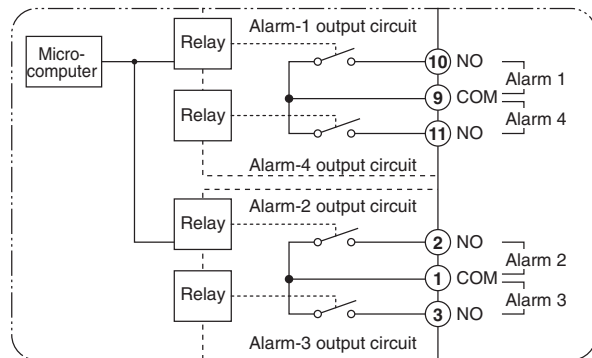 Alarm-1 output circuit
Micro-
computer
Relay
10 NO
Alarm 1
9 COM
Relay
Alarm 4
11 NO
Alarm-4 output circuit
Alarm-2 output circuit
Relay
2 NO
Alarm 2
1 COM
Relay
Alarm 3
3 NO
Alarm-3 output circuit